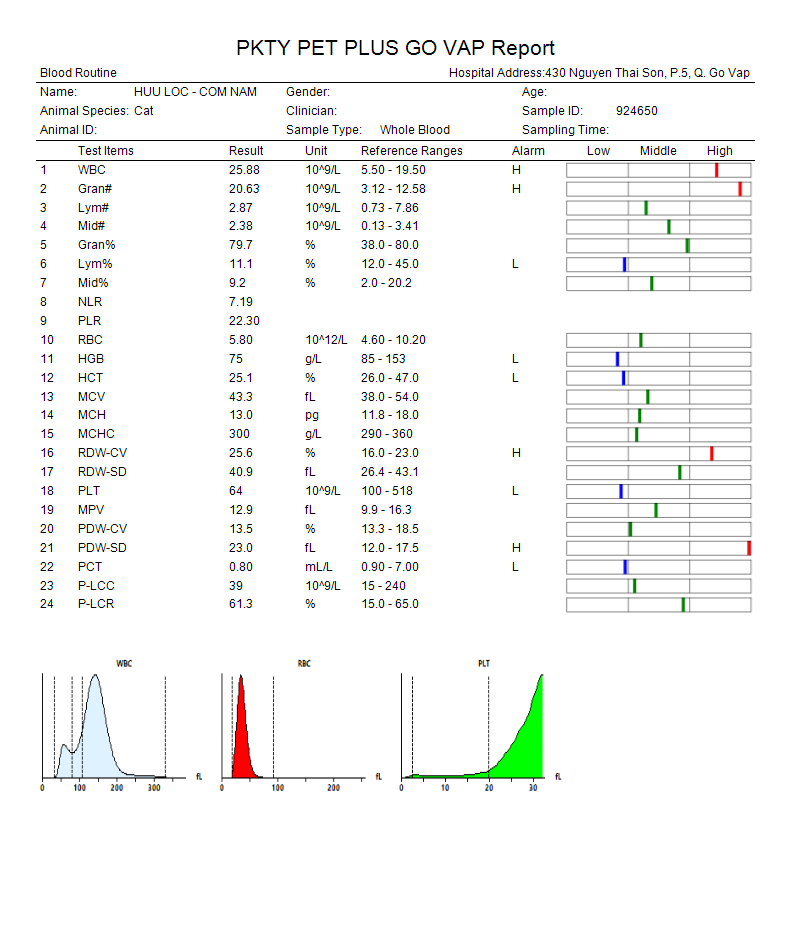 PKTY PET PLUS GO VAP Report
Blood Routine Hospital Address:430 Nguyen Thai Son, P.5, Q. Go Vap
Name: HUU LOC - COM NAM Gender: Age:
Animal Species: Cat Clinician: Sample ID: 924650
Animal ID: Sample Type: Whole Blood Sampling Time:
Test Items Result Unit Reference Ranges Alarm Low Middle High
1 WBC 25.88 10^9/L 5.50 - 19.50 H
2 Gran# 20.63 10^9/L 3.12 - 12.58 H
3 Lym# 2.87 10^9/L 0.73 - 7.86
4 Mid# 2.38 10^9/L 0.13 - 3.41
5 Gran% 79.7 % 38.0 - 80.0
6 Lym% 11.1 % 12.0 - 45.0 L
7 Mid% 9.2 % 2.0 - 20.2
8 NLR 7.19
9 PLR 22.30
10 RBC 5.80 10^12/L 4.60 - 10.20
11 HGB 75 g/L 85 - 153 L
12 HCT 25.1 % 26.0 - 47.0 L
13 MCV 43.3 fL 38.0 - 54.0
14 MCH 13.0 pg 11.8 - 18.0
15 MCHC 300 g/L 290 - 360
16 RDW-CV 25.6 % 16.0 - 23.0 H
17 RDW-SD 40.9 fL 26.4 - 43.1
18 PLT 64 10^9/L 100 - 518 L
19 MPV 12.9 fL 9.9 - 16.3
20 PDW-CV 13.5 % 13.3 - 18.5
21 PDW-SD 23.0 fL 12.0 - 17.5 H
22 PCT 0.80 mL/L 0.90 - 7.00 L
23 P-LCC 39 10^9/L 15 - 240
24 P-LCR 61.3 % 15.0 - 65.0
WBC RBC PLT
fL fL fL
0 100 200 300 0 100 200 0 10 20 30